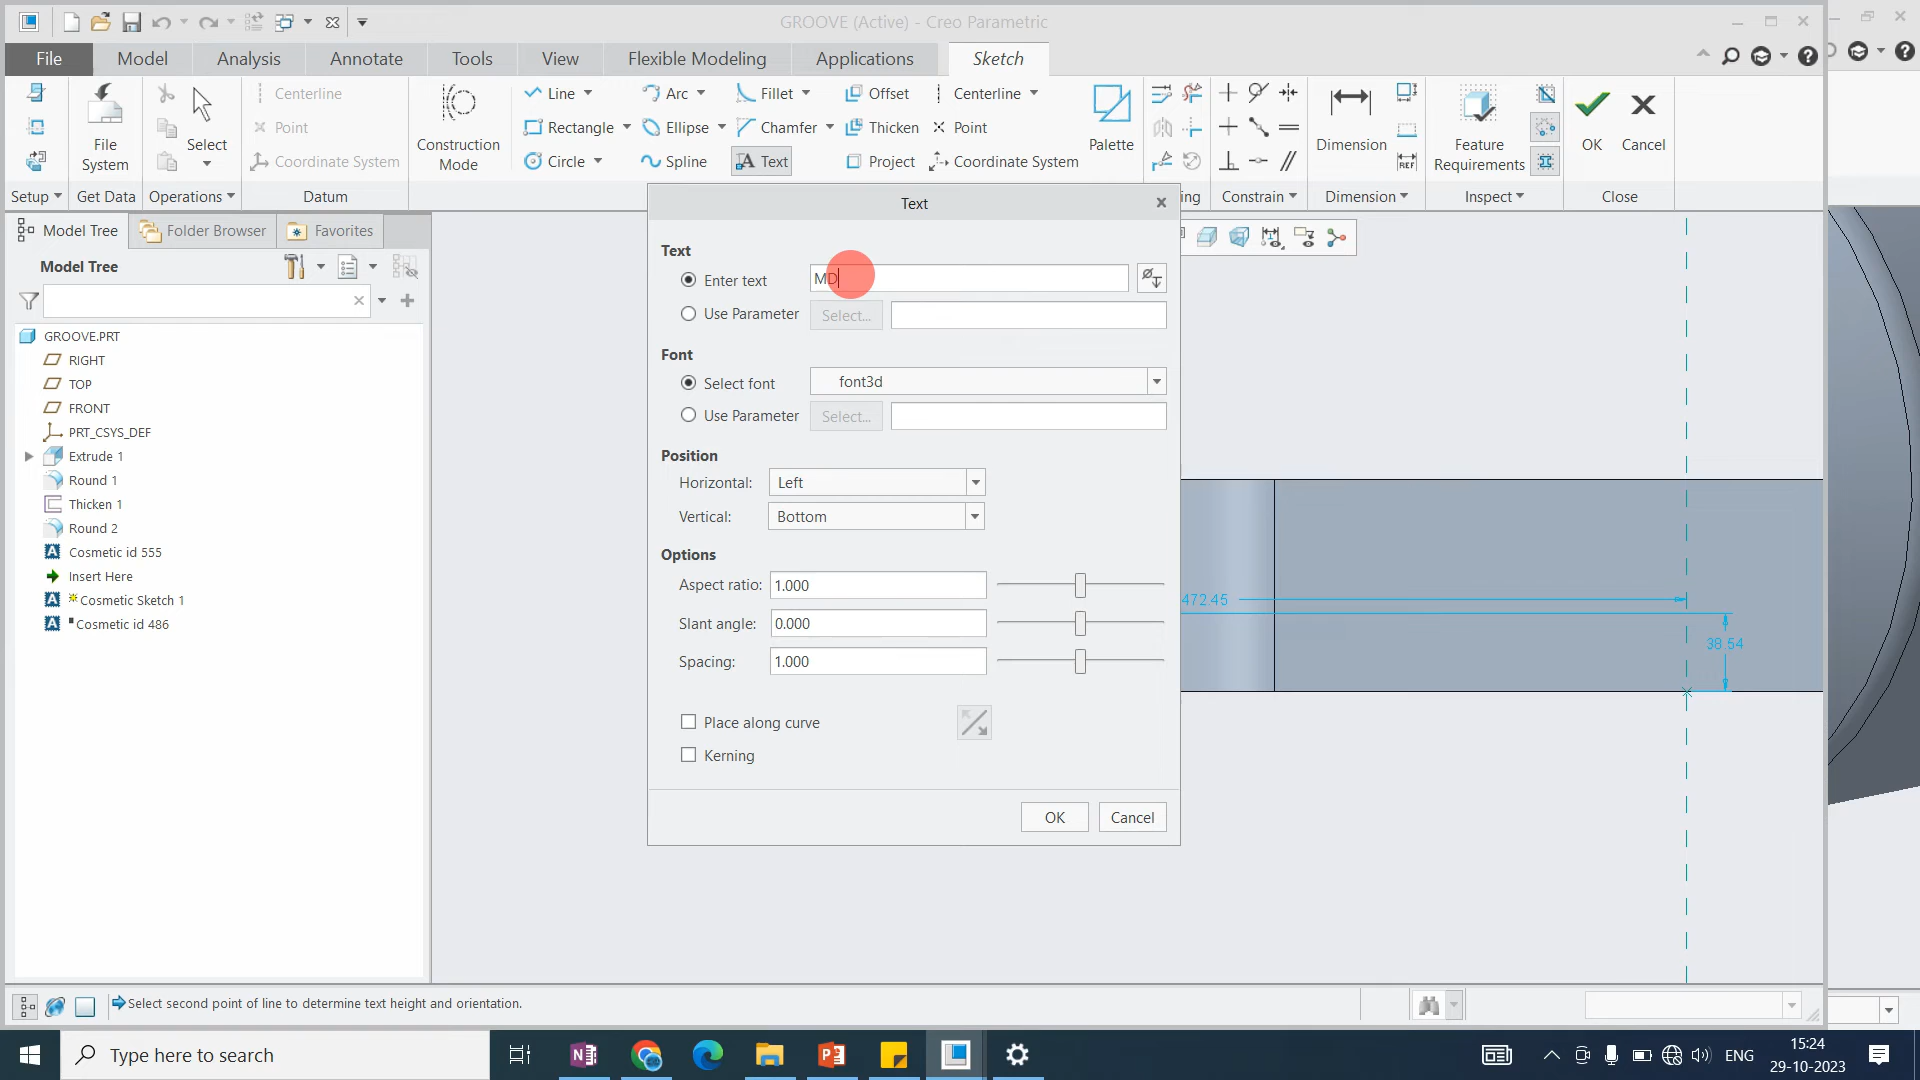 GROOVE (Active) - Creo Parametric
File Model Analysis Annotate Tools View Flexible Modeling Applications Sketch
Centerline
Point
Coordinate System
File System
Select
Construction Mode
Line Arc Fillet Offset Centerline
Rectangle Ellipse Chamfer Thicken Point
Circle Spline Text Project Coordinate System
Palette
Dimension
Feature Requirements
OK Cancel
Setup Get Data Operations Datum ing Constrain Dimension Inspect Close
Model Tree Folder Browser Favorites
Model Tree
GROOVE.PRT
RIGHT
TOP
FRONT
PRT_CSYS_DEF
Extrude 1
Round 1
Thicken 1
Round 2
Cosmetic id 555
Insert Here
Cosmetic Sketch 1
Cosmetic id 486
Text
Text
Enter text MD
Use Parameter Select...
Font
Select font font3d
Use Parameter Select...
Position
Horizontal: Left
Vertical: Bottom
Options
Aspect ratio: 1.000
Slant angle: 0.000
Spacing: 1.000
Place along curve
Kerning
OK Cancel
472.45
38.54
Select second point of line to determine text height and orientation.
Type here to search
ENG
15:24
29-10-2023